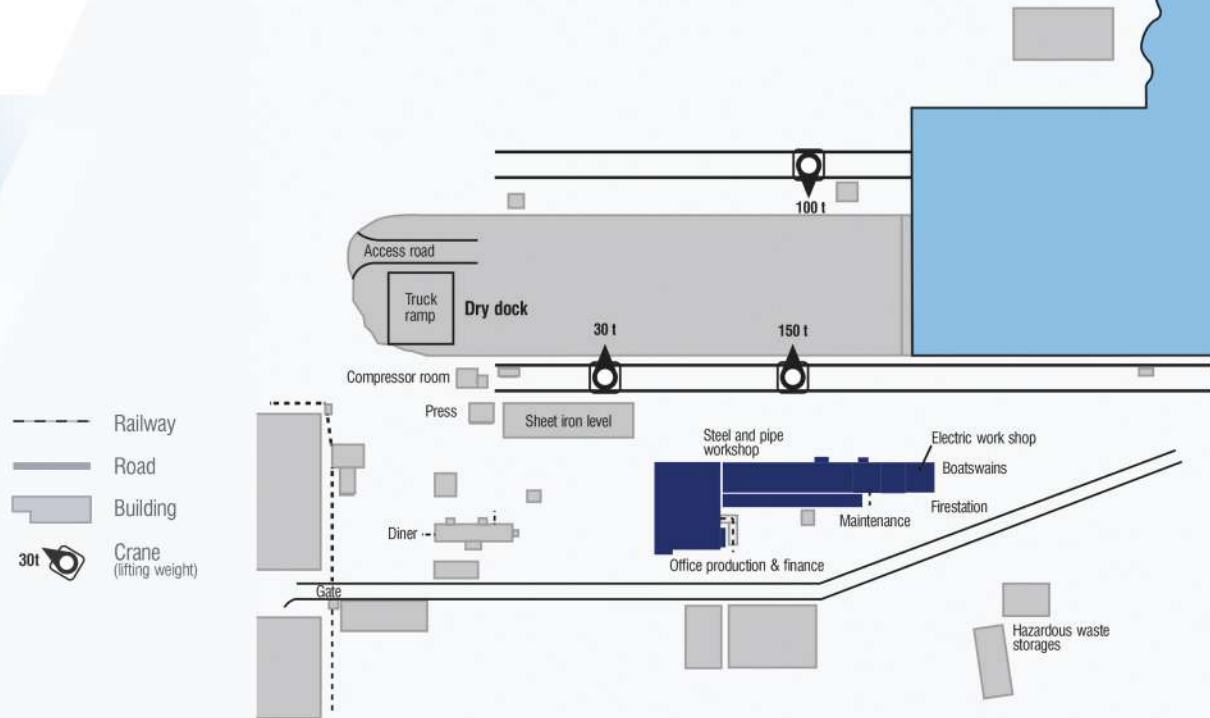 100 t
Access road
Truck
ramp
Dry dock
30 t
150 t
Compressor room
Press
Sheet iron level
Railway
Road
Building
30t
Crane
(lifting weight)
Steel and pipe
workshop
Electric work shop
Boatswains
Firestation
Maintenance
Diner
Office production & finance
Gate
Hazardous waste
storages